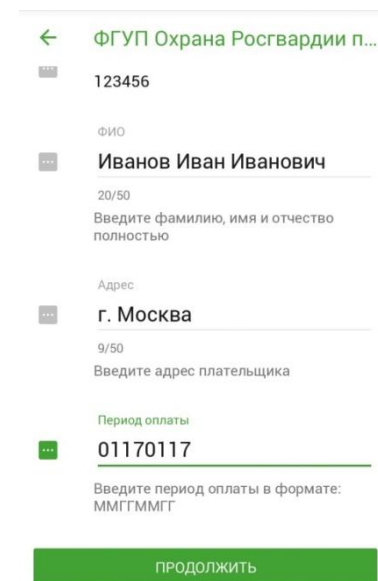 ФГУП Охрана Росгвардии п...
123456
ФИО
Иванов Иван Иванович
20/50
Введите фамилию, имя и отчество
полностью
Адрес
г. Москва
9/50
Введите адрес плательщика
Период оплаты
01170117
Введите период оплаты в формате:
ММГГММГГ
ПРОДОЛЖИТЬ